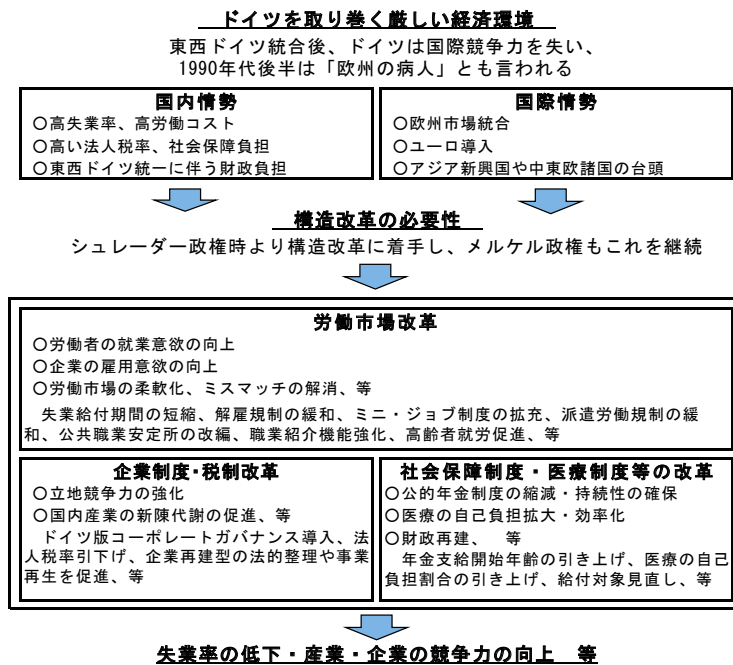 ドイツを取り巻く厳しい経済環境
東西ドイツ統合後、ドイツは国際競争力を失い、
1990年代後半は「欧州の病人」とも言われる
国内情勢
○高失業率、高労働コスト
○高い法人税率、社会保障負担
○東西ドイツ統一に伴う財政負担
国際情勢
○欧州市場統合
○ユーロ導入
○アジア新興国や中東欧諸国の台頭
構造改革の必要性
シュレーダー政権時より構造改革に着手し、メルケル政権もこれを継続
労働市場改革
○労働者の就業意欲の向上
○企業の雇用意欲の向上
○労働市場の柔軟化、ミスマッチの解消、等
失業給付期間の短縮、解雇規制の緩和、ミニ・ジョブ制度の拡充、派遣労働規制の緩
和、公共職業安定所の改編、職業紹介機能強化、高齢者就労促進、等
企業制度・税制改革
○立地競争力の強化
○国内産業の新陳代謝の促進、等
ドイツ版コーポレートガバナンス導入、法
人税率引下げ、企業再建型の法的整理や事業
再生を促進、等
社会保障制度・医療制度等の改革
○公的年金制度の縮減・持続性の確保
○医療の自己負担拡大・効率化
○財政再建、 等
年金支給開始年齢の引き上げ、医療の自己
負担割合の引き上げ、給付対象見直し、等
失業率の低下・産業・企業の競争力の向上 等